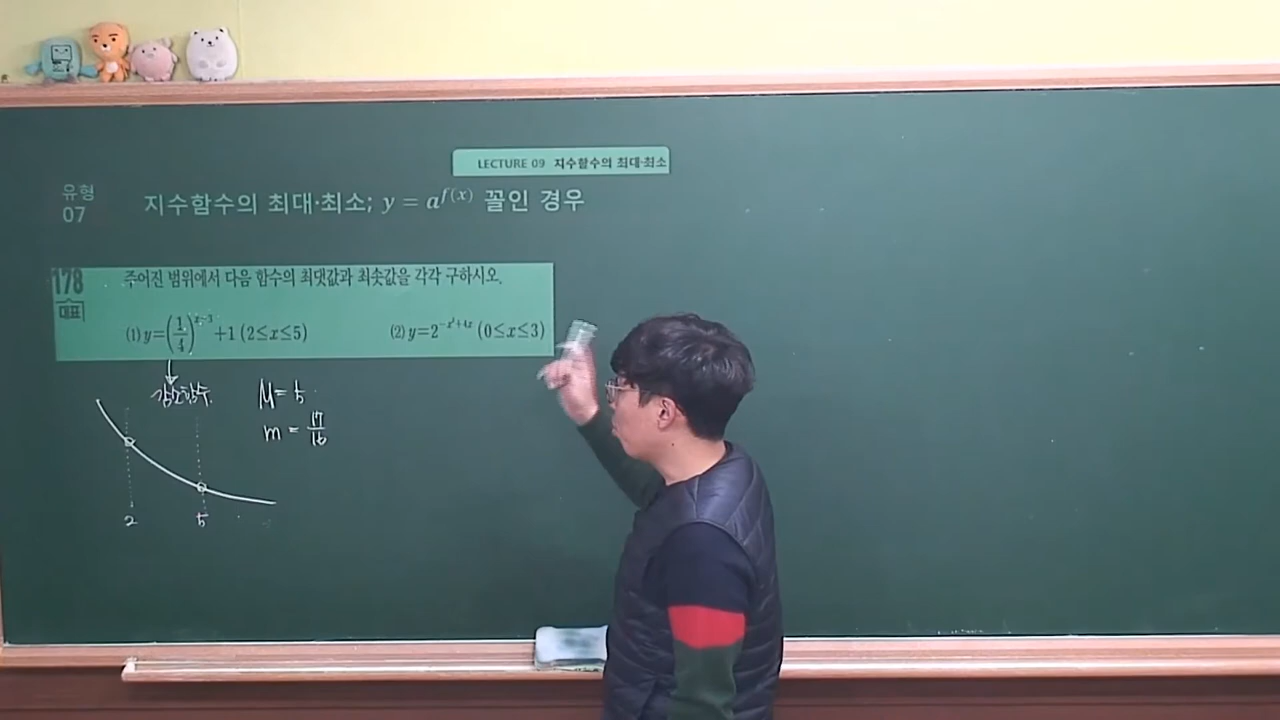 LECTURE 09 지수함수의 최대·최소
유형
07
지수함수의 최대·최소; y = a^{f(x)} 꼴인 경우
178
대표
주어진 범위에서 다음 함수의 최댓값과 최솟값을 각각 구하시오.
(1) y=(1/4)^{x-3}+1 (2≤x≤5)
(2) y=2^{-x²+4x} (0≤x≤3)
↓
감소함수.
M = 5.
m = 17/16
2
5